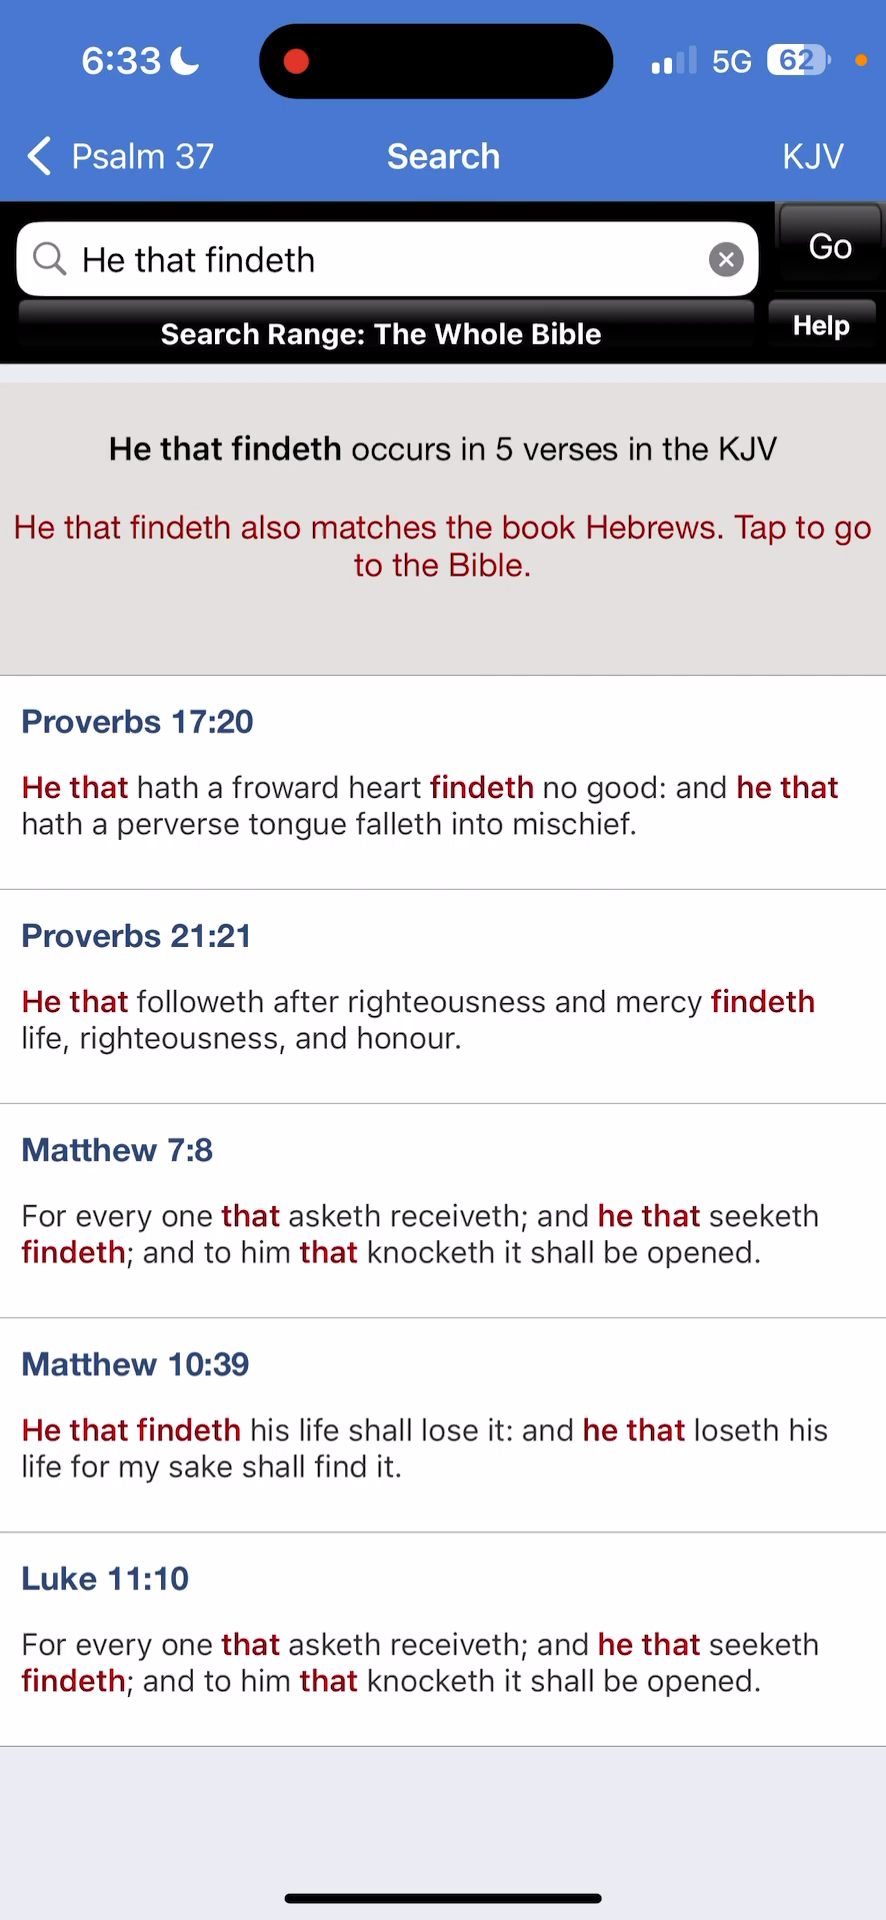 6:33
5G
62
Psalm 37
Search
KJV
He that findeth
Go
Search Range: The Whole Bible
Help
He that findeth occurs in 5 verses in the KJV
He that findeth also matches the book Hebrews. Tap to go
to the Bible.
Proverbs 17:20
He that hath a froward heart findeth no good: and he that
hath a perverse tongue falleth into mischief.
Proverbs 21:21
He that followeth after righteousness and mercy findeth
life, righteousness, and honour.
Matthew 7:8
For every one that asketh receiveth; and he that seeketh
findeth; and to him that knocketh it shall be opened.
Matthew 10:39
He that findeth his life shall lose it: and he that loseth his
life for my sake shall find it.
Luke 11:10
For every one that asketh receiveth; and he that seeketh
findeth; and to him that knocketh it shall be opened.